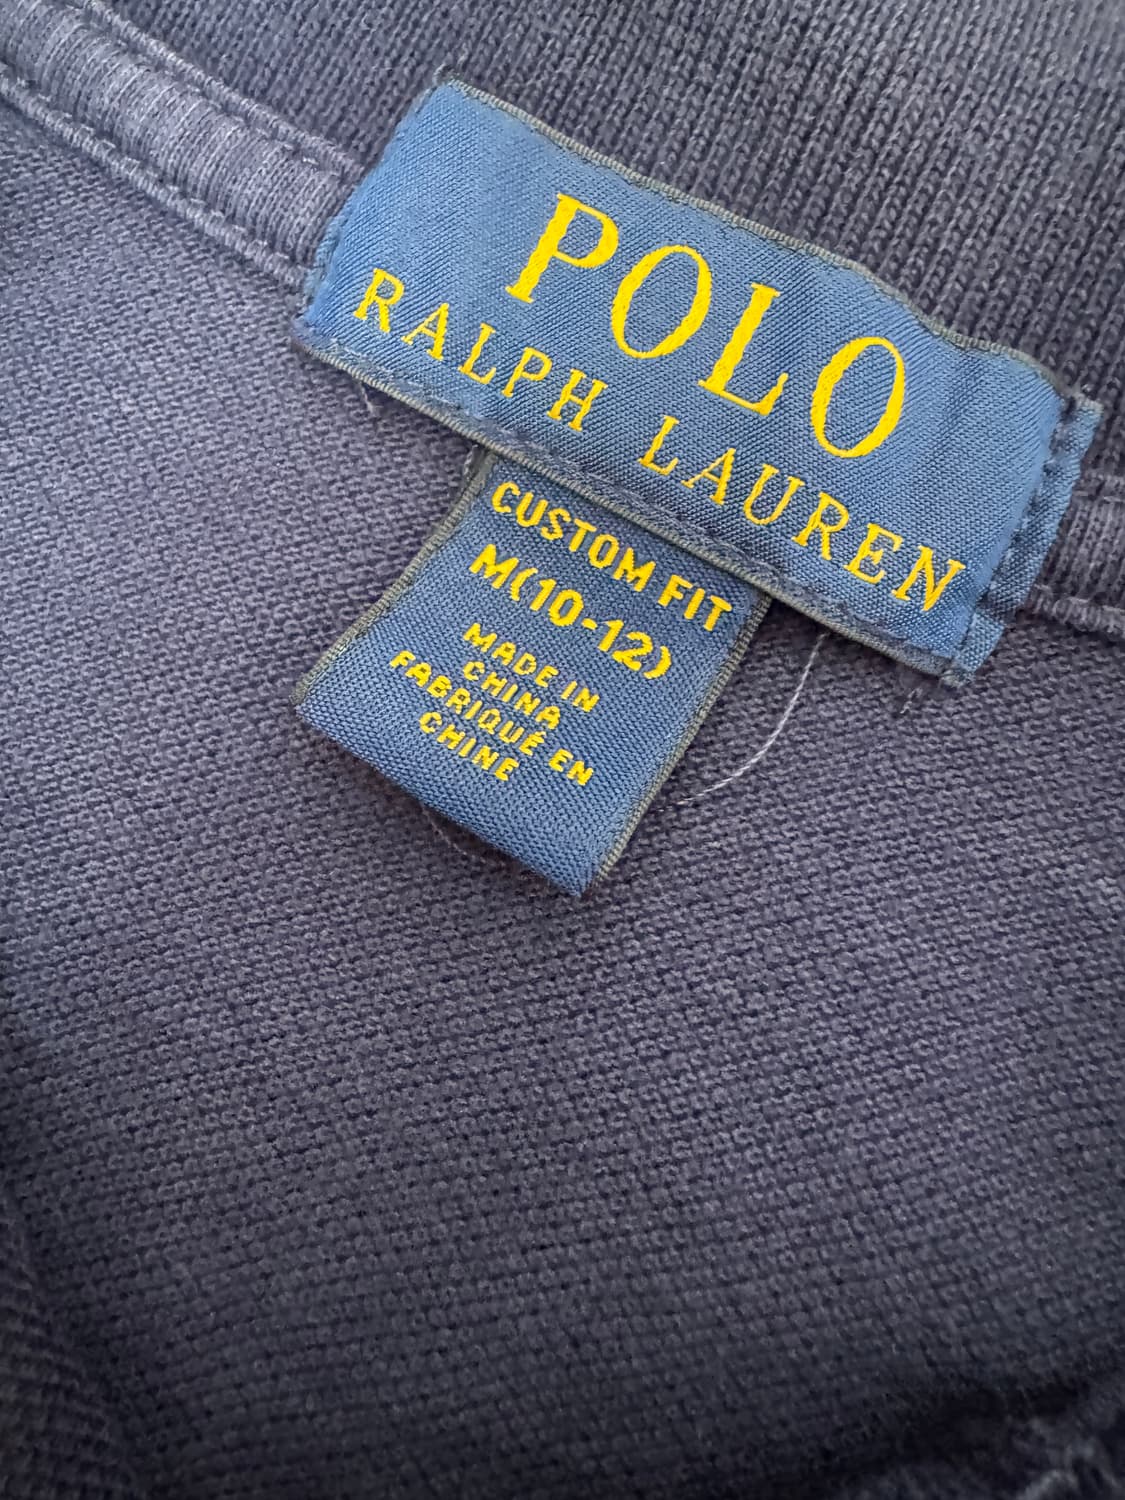 POLO
RALPH LAUREN
CUSTOM FIT
M(10-12)
MADE IN
CHINA
FABRIQUÉ EN
CHINE